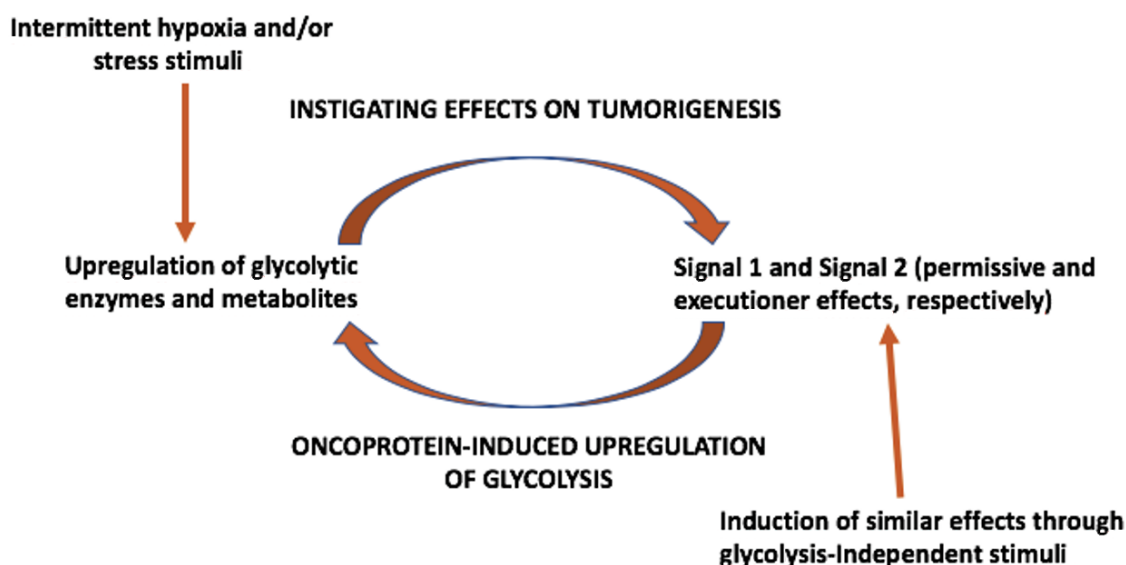 Intermittent hypoxia and/or
stress stimuli
INSTIGATING EFFECTS ON TUMORIGENESIS
Upregulation of glycolytic
enzymes and metabolites
Signal 1 and Signal 2 (permissive and
executioner effects, respectively)
ONCOPROTEIN-INDUCED UPREGULATION
OF GLYCOLYSIS
Induction of similar effects through
glycolysis-Independent stimuli